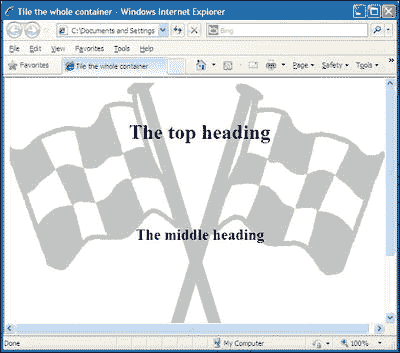 Tile the whole container - Windows Internet Explorer
C:\Documents and Settings
Bing
File Edit View Favorites Tools Help
Favorites Tile the whole container Page Safety Tools »
The top heading
The middle heading
Done My Computer 100%